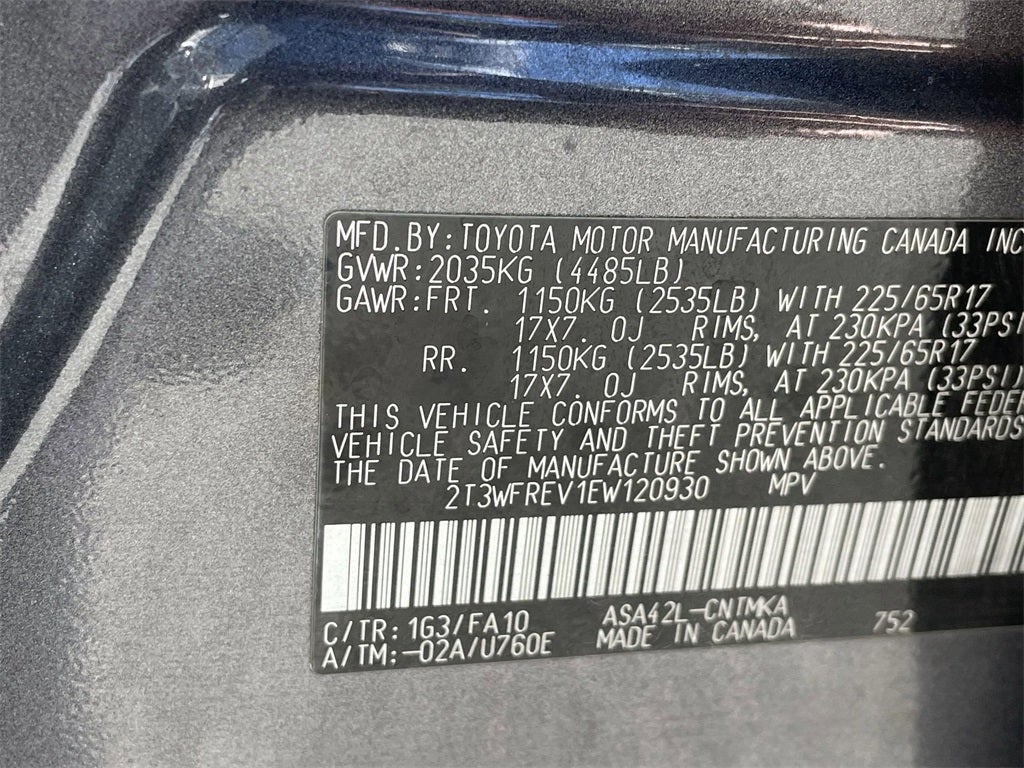 MFD.BY:TOYOTA MOTOR MANUFACTURING CANADA INC
GVWR:2035KG (4485LB)
GAWR:FRT. 1150KG (2535LB) WITH 225/65R17
17X7. 0J RIMS, AT 230KPA (33PSI
RR. 1150KG (2535LB) WITH 225/65R17
17X7. 0J RIMS, AT 230KPA (33PSI)
THIS VEHICLE CONFORMS TO ALL APPLICABLE FEDER
VEHICLE SAFETY AND THEFT PREVENTION STANDARDS
THE DATE OF MANUFACTURE SHOWN ABOVE.
2T3WFREV1EW120930 MPV
C/TR: 1G3/FA10 ASA42L-CNTMKA 752
A/TM:-02A/U760E MADE IN CANADA